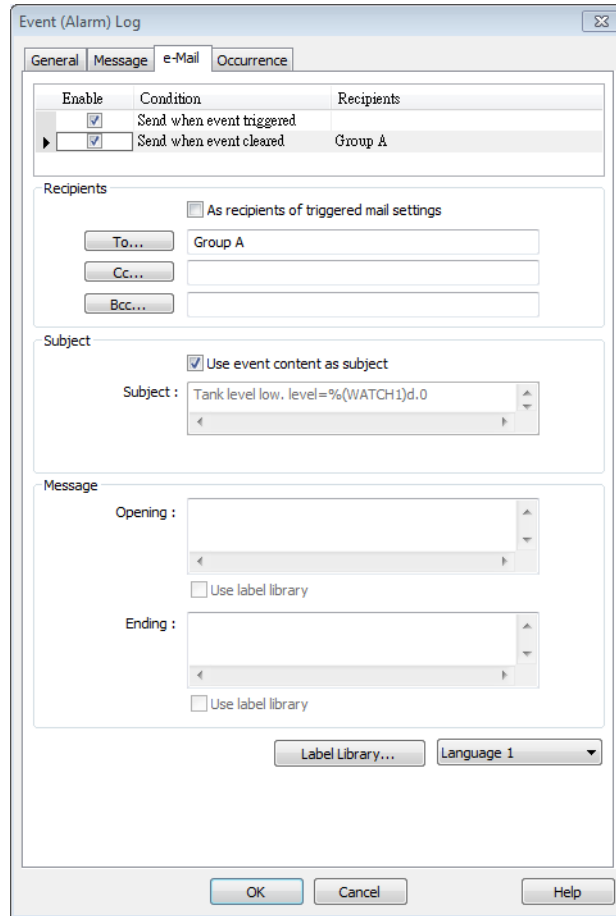 Event (Alarm) Log
General Message e-Mail Occurrence
Enable Condition Recipients
Send when event triggered
Send when event cleared Group A
Recipients
As recipients of triggered mail settings
To... Group A
Cc...
Bcc...
Subject
Use event content as subject
Subject : Tank level low. level=%(WATCH1)d.0
Message
Opening :
Use label library
Ending :
Use label library
Label Library... Language 1
OK Cancel Help